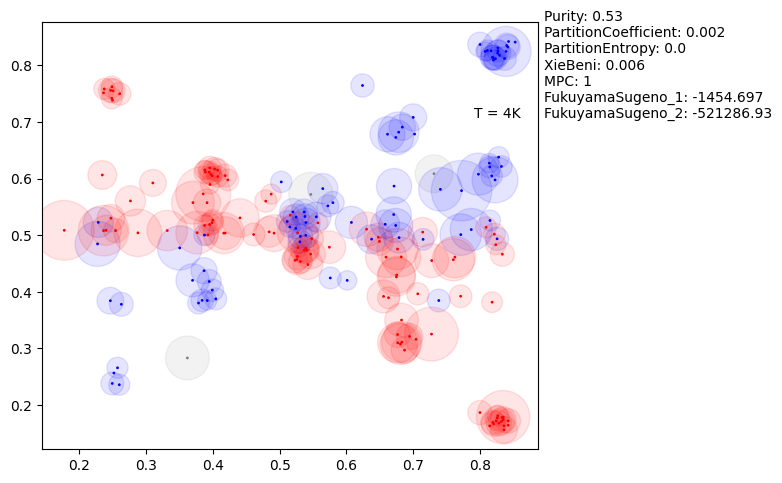 Purity: 0.53
PartitionCoefficient: 0.002
PartitionEntropy: 0.0
XieBeni: 0.006
MPC: 1
FukuyamaSugeno_1: -1454.697
FukuyamaSugeno_2: -521286.93
T = 4K
0.8
0.7
0.6
0.5
0.4
0.3
0.2
0.2 0.3 0.4 0.5 0.6 0.7 0.8